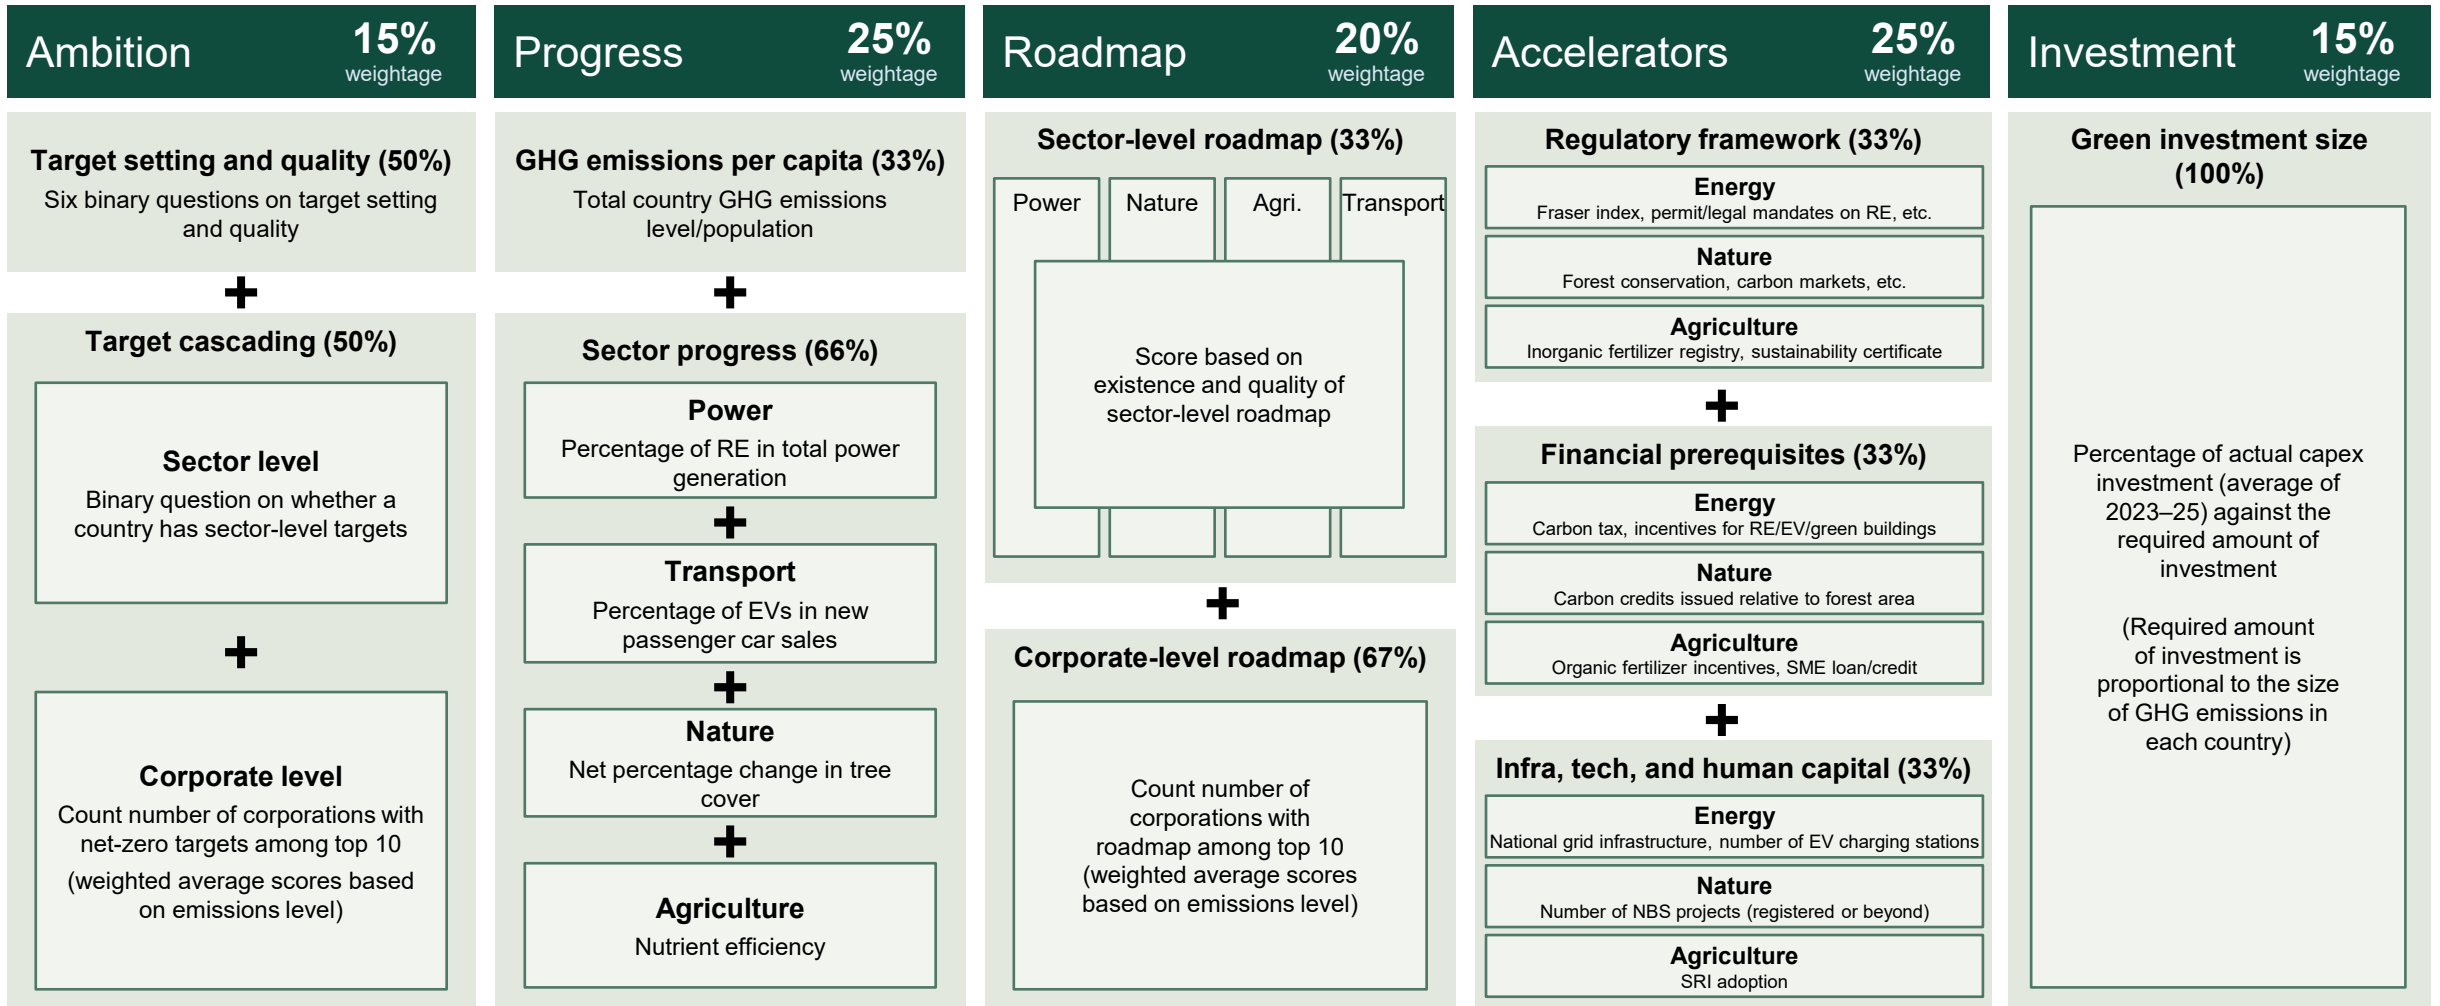 Ambition
15%
weightage
Target setting and quality (50%)
Six binary questions on target setting
and quality
+
Target cascading (50%)
Sector level
Binary question on whether a
country has sector-level targets
+
Corporate level
Count number of corporations with
net-zero targets among top 10
(weighted average scores based
on emissions level)
Progress
25%
weightage
GHG emissions per capita (33%)
Total country GHG emissions
level/population
+
Sector progress (66%)
Power
Percentage of RE in total power
generation
+
Transport
Percentage of EVs in new
passenger car sales
+
Nature
Net percentage change in tree
cover
+
Agriculture
Nutrient efficiency
Roadmap
20%
weightage
Sector-level roadmap (33%)
Power Nature Agri. Transport
Score based on
existence and quality of
sector-level roadmap
+
Corporate-level roadmap (67%)
Count number of
corporations with
roadmap among top 10
(weighted average scores
based on emissions level)
Accelerators
25%
weightage
Regulatory framework (33%)
Energy
Fraser index, permit/legal mandates on RE, etc.
Nature
Forest conservation, carbon markets, etc.
Agriculture
Inorganic fertilizer registry, sustainability certificate
+
Financial prerequisites (33%)
Energy
Carbon tax, incentives for RE/EV/green buildings
Nature
Carbon credits issued relative to forest area
Agriculture
Organic fertilizer incentives, SME loan/credit
+
Infra, tech, and human capital (33%)
Energy
National grid infrastructure, number of EV charging stations
Nature
Number of NBS projects (registered or beyond)
Agriculture
SRI adoption
Investment
15%
weightage
Green investment size
(100%)
Percentage of actual capex
investment (average of
2023–25) against the
required amount of
investment
(Required amount
of investment is
proportional to the size
of GHG emissions in
each country)